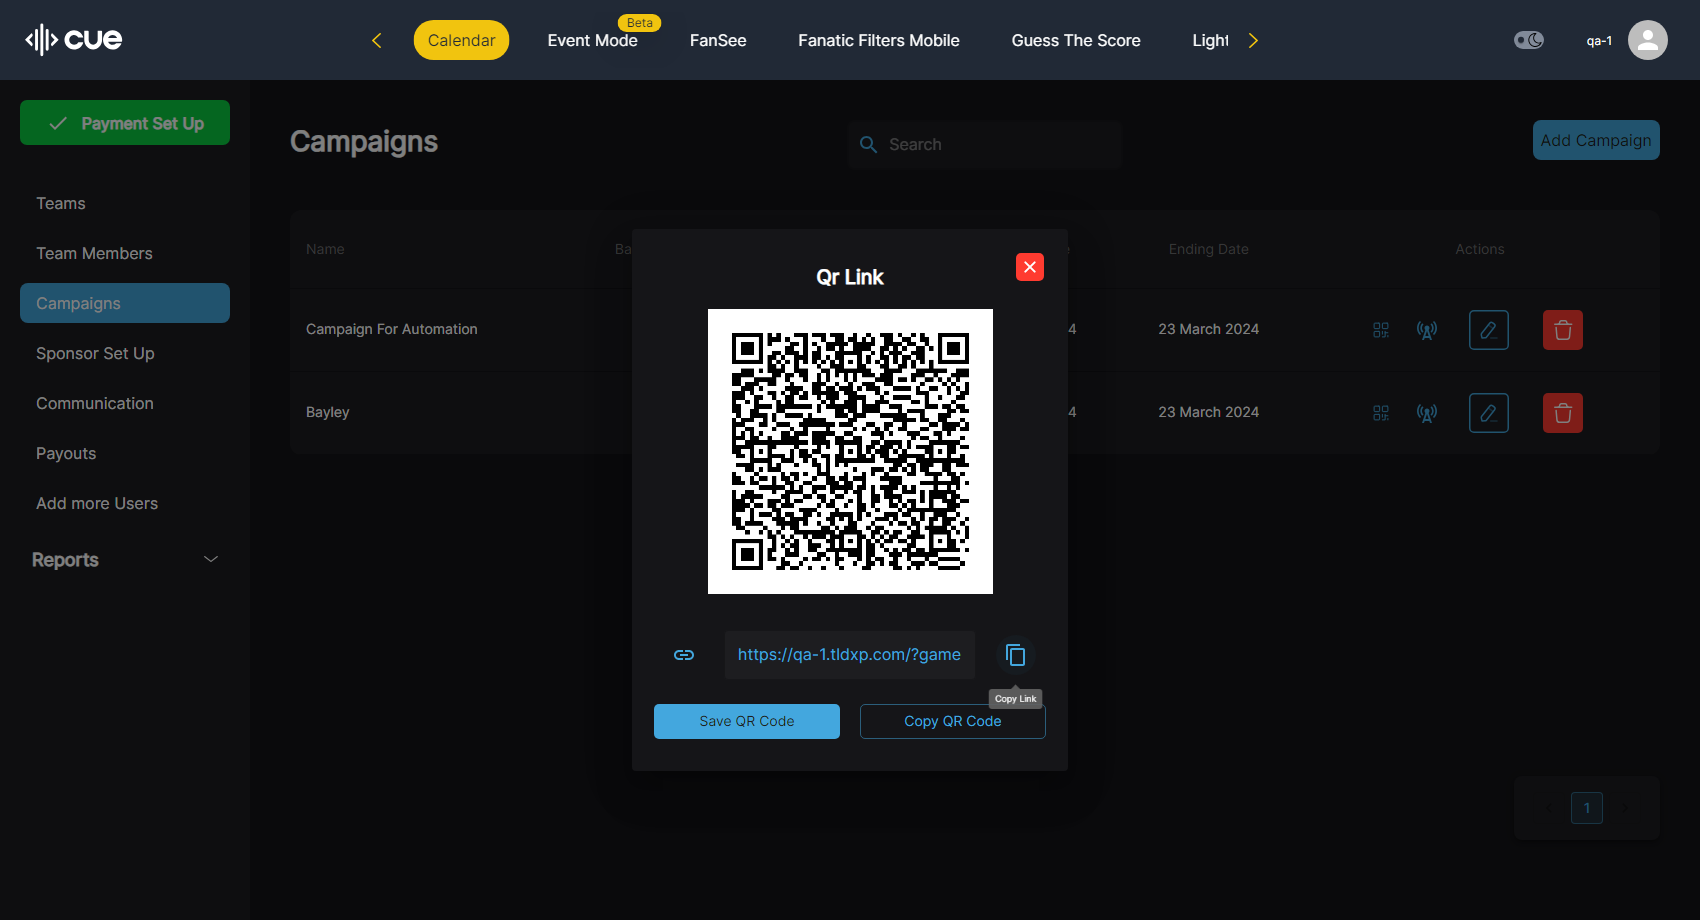 cue
Calendar
Event Mode
Beta
FanSee
Fanatic Filters Mobile
Guess The Score
Light
qa-1
Payment Set Up
Teams
Team Members
Campaigns
Sponsor Set Up
Communication
Payouts
Add more Users
Reports
Campaigns
Search
Add Campaign
Name
Ba
Ending Date
Actions
Campaign For Automation
4
23 March 2024
Bayley
4
23 March 2024
Qr Link
https://qa-1.tldxp.com/?game
Copy Link
Save QR Code
Copy QR Code
1